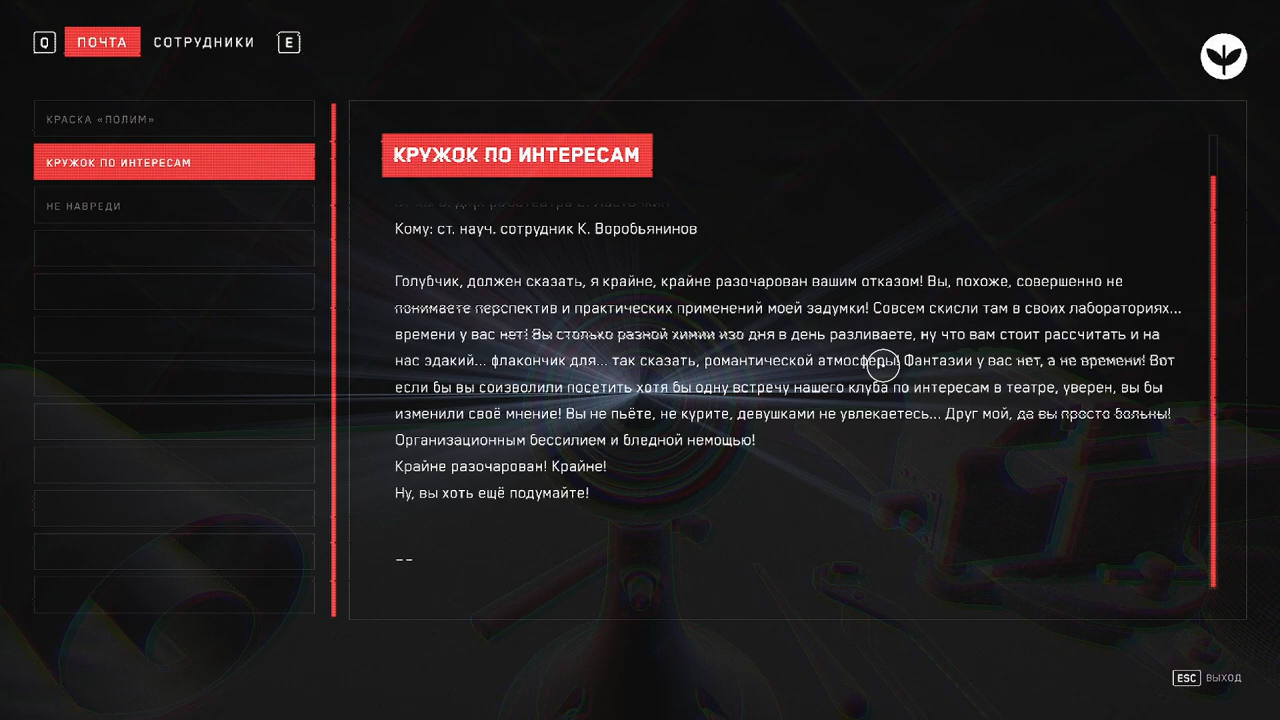 Q ПОЧТА СОТРУДНИКИ E
КРАСКА «ПОЛИМ»
КРУЖОК ПО ИНТЕРЕСАМ
НЕ НАВРЕДИ
КРУЖОК ПО ИНТЕРЕСАМ
Кому: ст. науч. сотрудник К. Воробьянинов
Голубчик, должен сказать, я крайне, крайне разочарован вашим отказом! Вы, похоже, совершенно не
понимаете перспектив и практических применений моей задумки! Совсем скисли там в своих лабораториях...
времени у вас нет! Вы столько разной химии изо дня в день разливаете, ну что вам стоит рассчитать и на
нас эдакий... флакончик для... так сказать, романтической атмосферы! Фантазии у вас нет, а не времени! Вот
если бы вы соизволили посетить хотя бы одну встречу нашего клуба по интересам в театре, уверен, вы бы
изменили своё мнение! Вы не пьёте, не курите, девушками не увлекаетесь... Друг мой, да вы просто больны!
Организационным бессилием и бледной немощью!
Крайне разочарован! Крайне!
Ну, вы хоть ещё подумайте!
--
ESC ВЫХОД